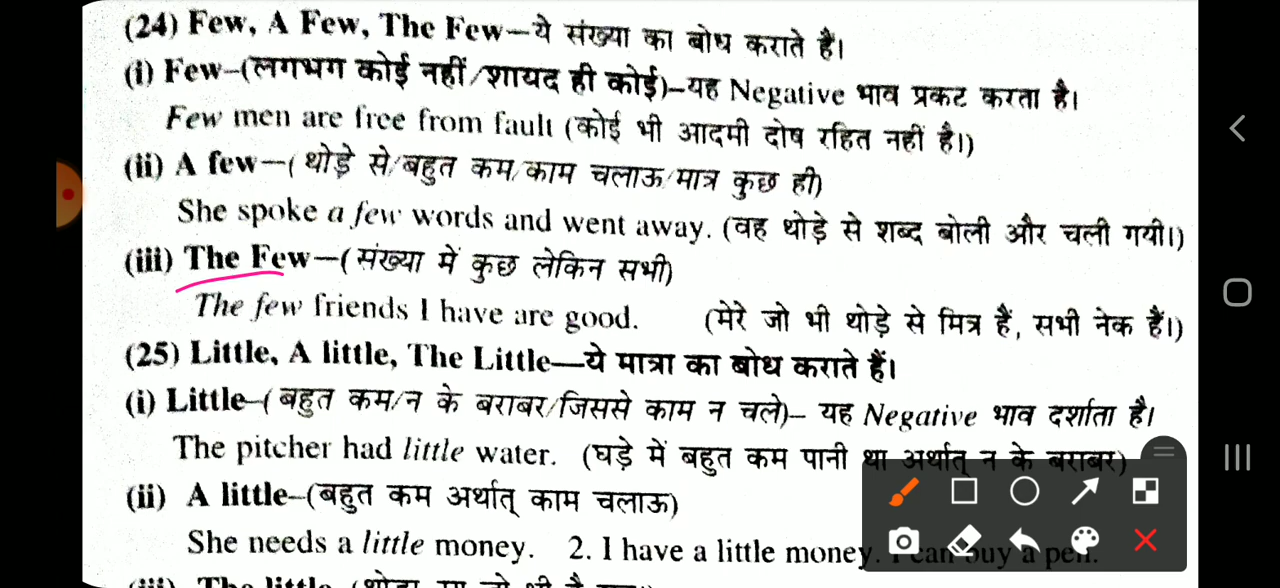 (24) Few, A Few, The Few–ये संख्या का बोध कराते हैं।
(i) Few–(लगभग कोई नहीं/शायद ही कोई)–यह Negative भाव प्रकट करता है।
Few men are free from fault (कोई भी आदमी दोष रहित नहीं है।)
(ii) A few–( थोड़े से/बहुत कम/काम चलाऊ/मात्र कुछ ही)
She spoke a few words and went away. (वह थोड़े से शब्द बोली और चली गयी।)
(iii) The Few–( संख्या में कुछ लेकिन सभी)
The few friends I have are good. (मेरे जो भी थोड़े से मित्र हैं, सभी नेक हैं।)
(25) Little, A little, The Little—ये मात्रा का बोध कराते हैं।
(i) Little–( बहुत कम/न के बराबर/जिससे काम न चले)– यह Negative भाव दर्शाता है।
The pitcher had little water. (घड़े में बहुत कम पानी था अर्थात् न के बराबर)
(ii) A little–(बहुत कम अर्थात् काम चलाऊ)
She needs a little money. 2. I have a little money. I can buy a pen.
(iii) The little